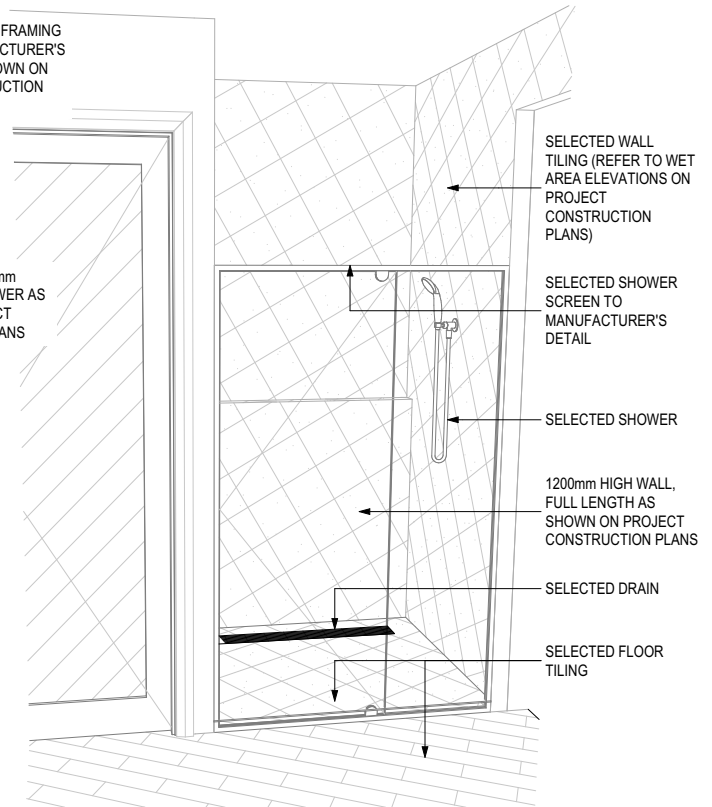 FRAMING
CTURER'S
OWN ON
UCTION
mm
WER AS
CT
ANS
SELECTED WALL
TILING (REFER TO WET
AREA ELEVATIONS ON
PROJECT
CONSTRUCTION
PLANS)
SELECTED SHOWER
SCREEN TO
MANUFACTURER'S
DETAIL
SELECTED SHOWER
1200mm HIGH WALL,
FULL LENGTH AS
SHOWN ON PROJECT
CONSTRUCTION PLANS
SELECTED DRAIN
SELECTED FLOOR
TILING